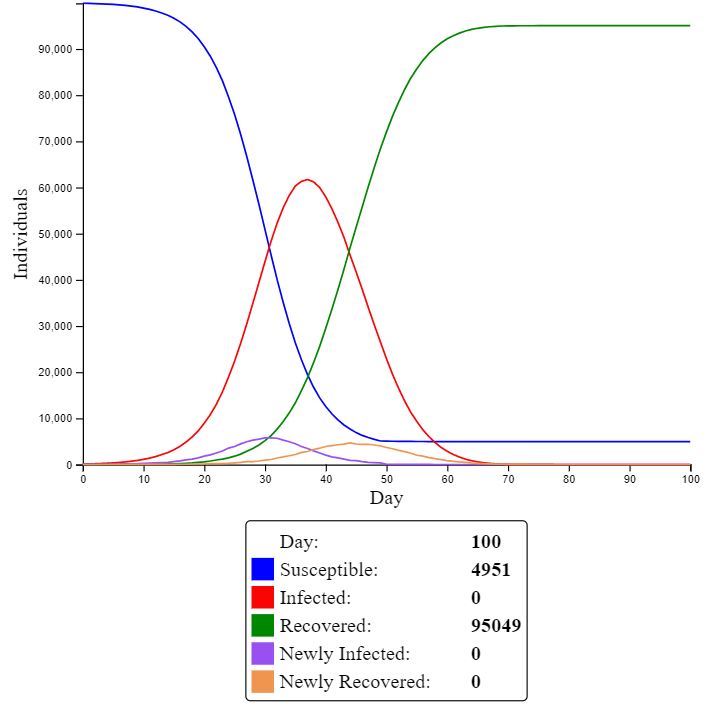 Individuals
90,000
80,000
70,000
60,000
50,000
40,000
30,000
20,000
10,000
0
0 10 20 30 40 50 60 70 80 90 100
Day
Day: 100
Susceptible: 4951
Infected: 0
Recovered: 95049
Newly Infected: 0
Newly Recovered: 0